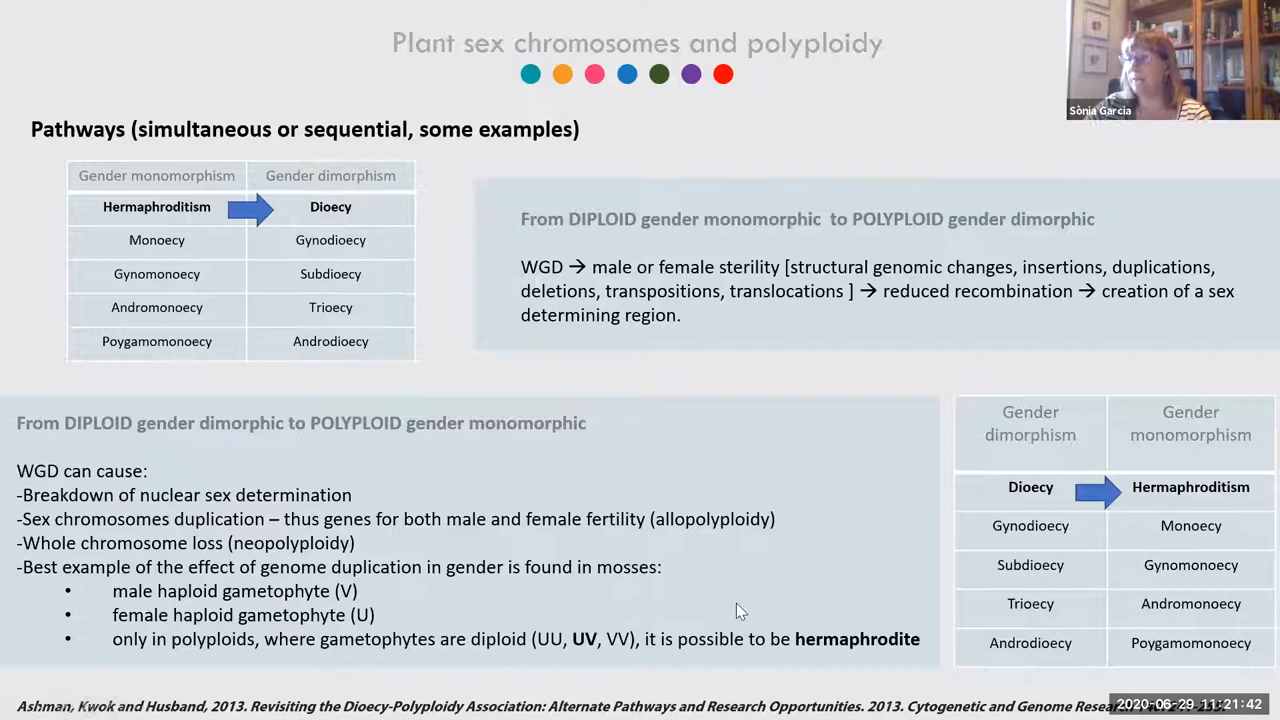 Plant sex chromosomes and polyploidy
Sònia Garcia
Pathways (simultaneous or sequential, some examples)
Gender monomorphism Gender dimorphism
Hermaphroditism Dioecy
Monoecy Gynodioecy
Gynomonoecy Subdioecy
Andromonoecy Trioecy
Poygamomonoecy Androdioecy
From DIPLOID gender monomorphic to POLYPLOID gender dimorphic
WGD → male or female sterility [structural genomic changes, insertions, duplications,
deletions, transpositions, translocations ] → reduced recombination → creation of a sex
determining region.
From DIPLOID gender dimorphic to POLYPLOID gender monomorphic
WGD can cause:
-Breakdown of nuclear sex determination
-Sex chromosomes duplication – thus genes for both male and female fertility (allopolyploidy)
-Whole chromosome loss (neopolyploidy)
-Best example of the effect of genome duplication in gender is found in mosses:
• male haploid gametophyte (V)
• female haploid gametophyte (U)
• only in polyploids, where gametophytes are diploid (UU, UV, VV), it is possible to be hermaphrodite
Gender Gender
dimorphism monomorphism
Dioecy Hermaphroditism
Gynodioecy Monoecy
Subdioecy Gynomonoecy
Trioecy Andromonoecy
Androdioecy Poygamomonoecy
Ashman, Kwok and Husband, 2013. Revisiting the Dioecy-Polyploidy Association: Alternate Pathways and Research Opportunities. 2013. Cytogenetic and Genome Research
2020-06-29 11:21:42